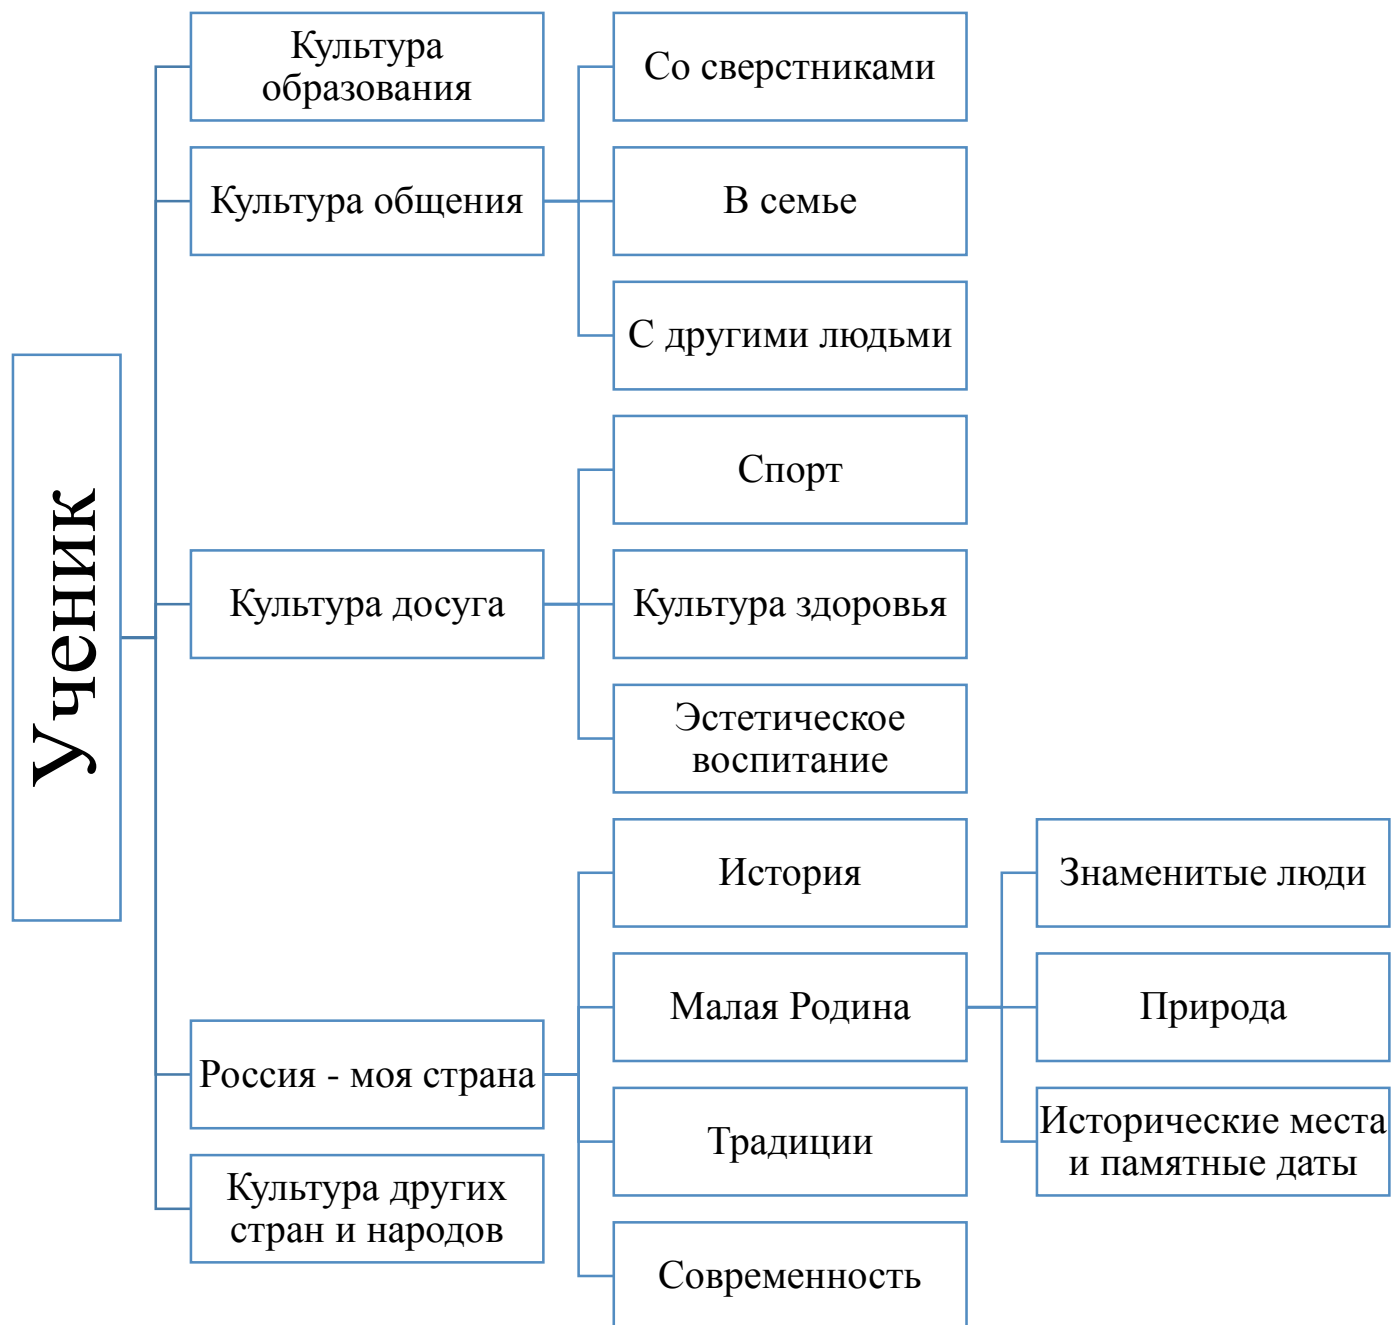 Ученик
Культура
образования
Культура общения
Со сверстниками
В семье
С другими людьми
Культура досуга
Спорт
Культура здоровья
Эстетическое
воспитание
Россия - моя страна
История
Малая Родина
Знаменитые люди
Природа
Исторические места
и памятные даты
Традиции
Современность
Культура других
стран и народов